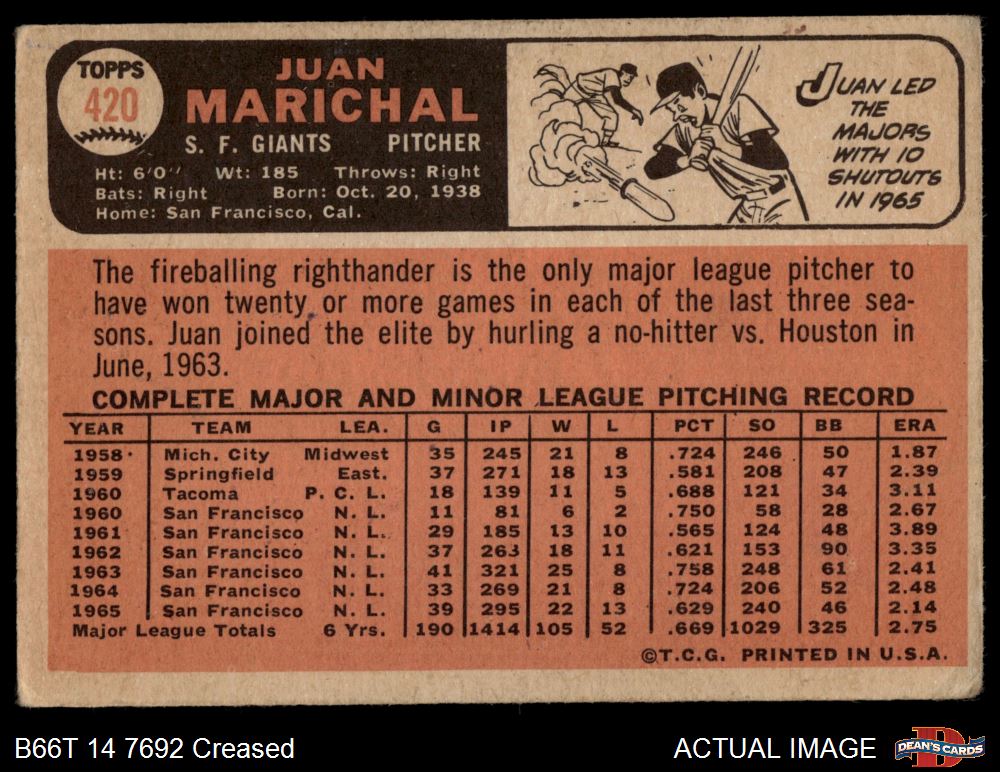 TOPPS
420
JUAN
MARICHAL
S. F. GIANTS PITCHER
Ht: 6'0" Wt: 185 Throws: Right
Bats: Right Born: Oct. 20, 1938
Home: San Francisco, Cal.
JUAN LED
THE
MAJORS
WITH 10
SHUTOUTS
IN 1965
The fireballing righthander is the only major league pitcher to
have won twenty or more games in each of the last three sea-
sons. Juan joined the elite by hurling a no-hitter vs. Houston in
June, 1963.
COMPLETE MAJOR AND MINOR LEAGUE PITCHING RECORD
YEAR TEAM LEA. G IP W L PCT SO BB ERA
1958 Mich. City Midwest 35 245 21 8 .724 246 50 1.87
1959 Springfield East. 37 271 18 13 .581 208 47 2.39
1960 Tacoma P. C. L. 18 139 11 5 .688 121 34 3.11
1960 San Francisco N. L. 11 81 6 2 .750 58 28 2.67
1961 San Francisco N. L. 29 185 13 10 .565 124 48 3.89
1962 San Francisco N. L. 37 263 18 11 .621 153 90 3.35
1963 San Francisco N. L. 41 321 25 8 .758 248 61 2.41
1964 San Francisco N. L. 33 269 21 8 .724 206 52 2.48
1965 San Francisco N. L. 39 295 22 13 .629 240 46 2.14
Major League Totals 6 Yrs. 190 1414 105 52 .669 1029 325 2.75
©T.C.G. PRINTED IN U.S.A.
B66T 14 7692 Creased
ACTUAL IMAGE
DEAN'S CARDS